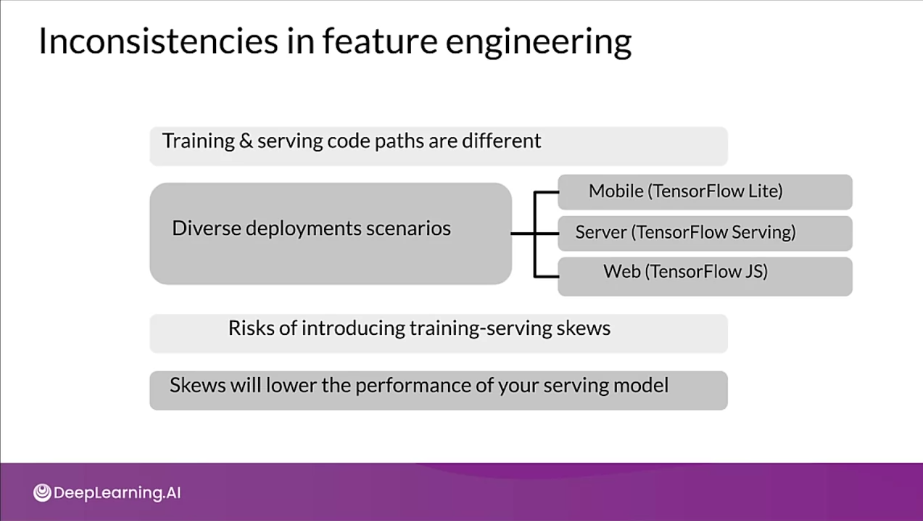 Inconsistencies in feature engineering
Training & serving code paths are different
Diverse deployments scenarios
Mobile (TensorFlow Lite)
Server (TensorFlow Serving)
Web (TensorFlow JS)
Risks of introducing training-serving skews
Skews will lower the performance of your serving model
DeepLearning.AI